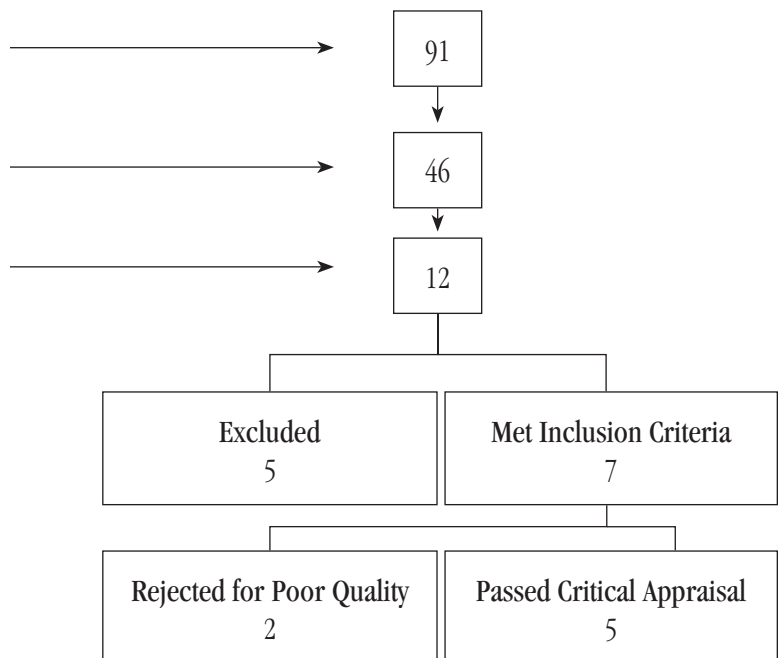 91
46
12
Excluded
5
Met Inclusion Criteria
7
Rejected for Poor Quality
2
Passed Critical Appraisal
5